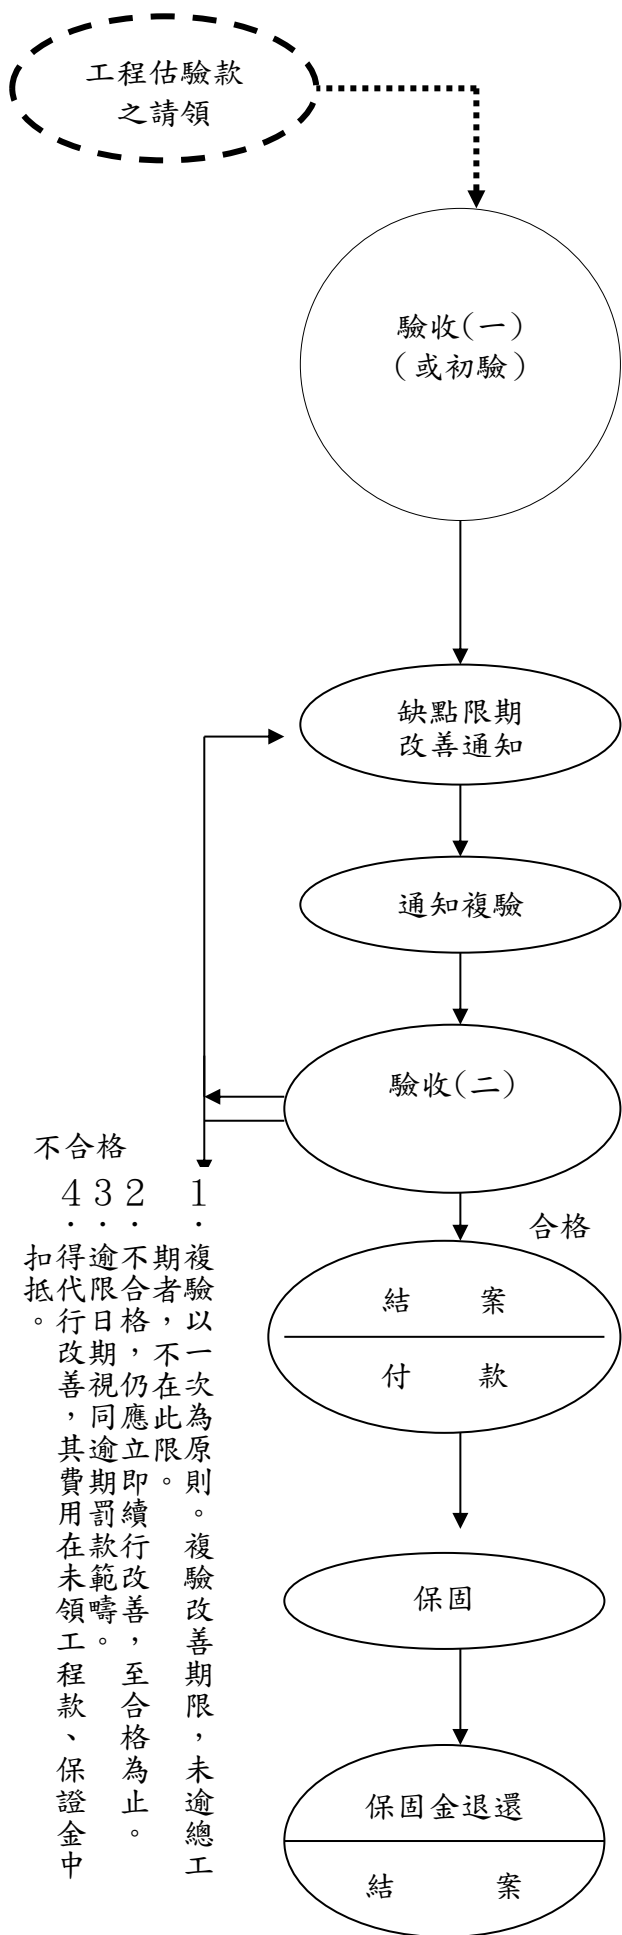 工程估驗款
之請領
驗收(一)
(或初驗)
缺點限期
改善通知
通知複驗
驗收(二)
不合格
1.複驗以一次為原則。複驗改善期限,未逾總工
期者,不在此限。
2.不合格,仍應立即續行改善,至合格為止。
3.逾限日期視同逾期罰款範疇。
4.得代行改善,其費用在未領工程款、保證金中
扣抵。
合格
結 案
付 款
保固
保固金退還
結 案